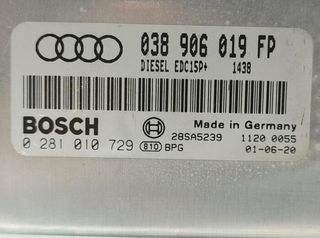 038 906 019 FP
DIESEL EDC15P+ 1438
BOSCH
Made in Germany
28SA5239 1120 0055
0 281 010 729 810 BPG 01-06-20